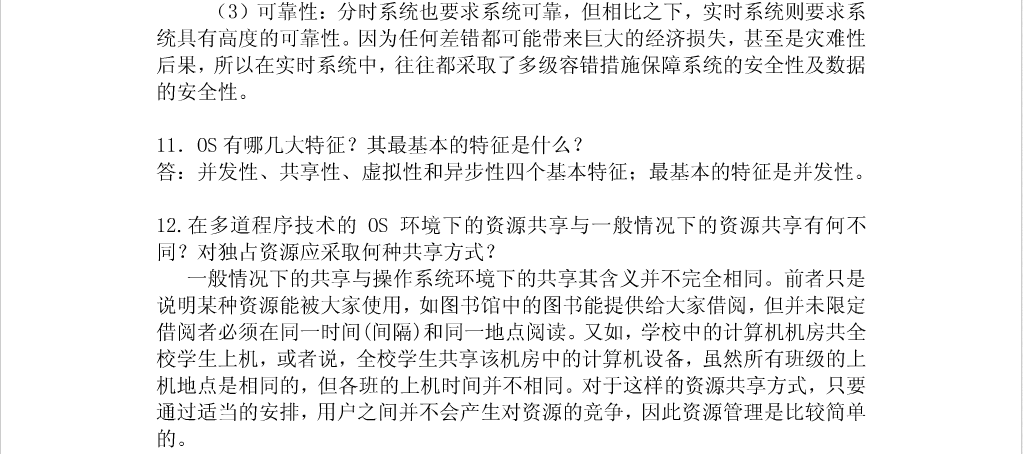 （3）可靠性：分时系统也要求系统可靠，但相比之下，实时系统则要求系
统具有高度的可靠性。因为任何差错都可能带来巨大的经济损失，甚至是灾难性
后果，所以在实时系统中，往往都采取了多级容错措施保障系统的安全性及数据
的安全性。
11．OS 有哪几大特征？其最基本的特征是什么？
答：并发性、共享性、虚拟性和异步性四个基本特征；最基本的特征是并发性。
12.在多道程序技术的 OS 环境下的资源共享与一般情况下的资源共享有何不
同？对独占资源应采取何种共享方式？
一般情况下的共享与操作系统环境下的共享其含义并不完全相同。前者只是
说明某种资源能被大家使用，如图书馆中的图书能提供给大家借阅，但并未限定
借阅者必须在同一时间(间隔)和同一地点阅读。又如，学校中的计算机机房共全
校学生上机，或者说，全校学生共享该机房中的计算机设备，虽然所有班级的上
机地点是相同的，但各班的上机时间并不相同。对于这样的资源共享方式，只要
通过适当的安排，用户之间并不会产生对资源的竞争，因此资源管理是比较简单
的。